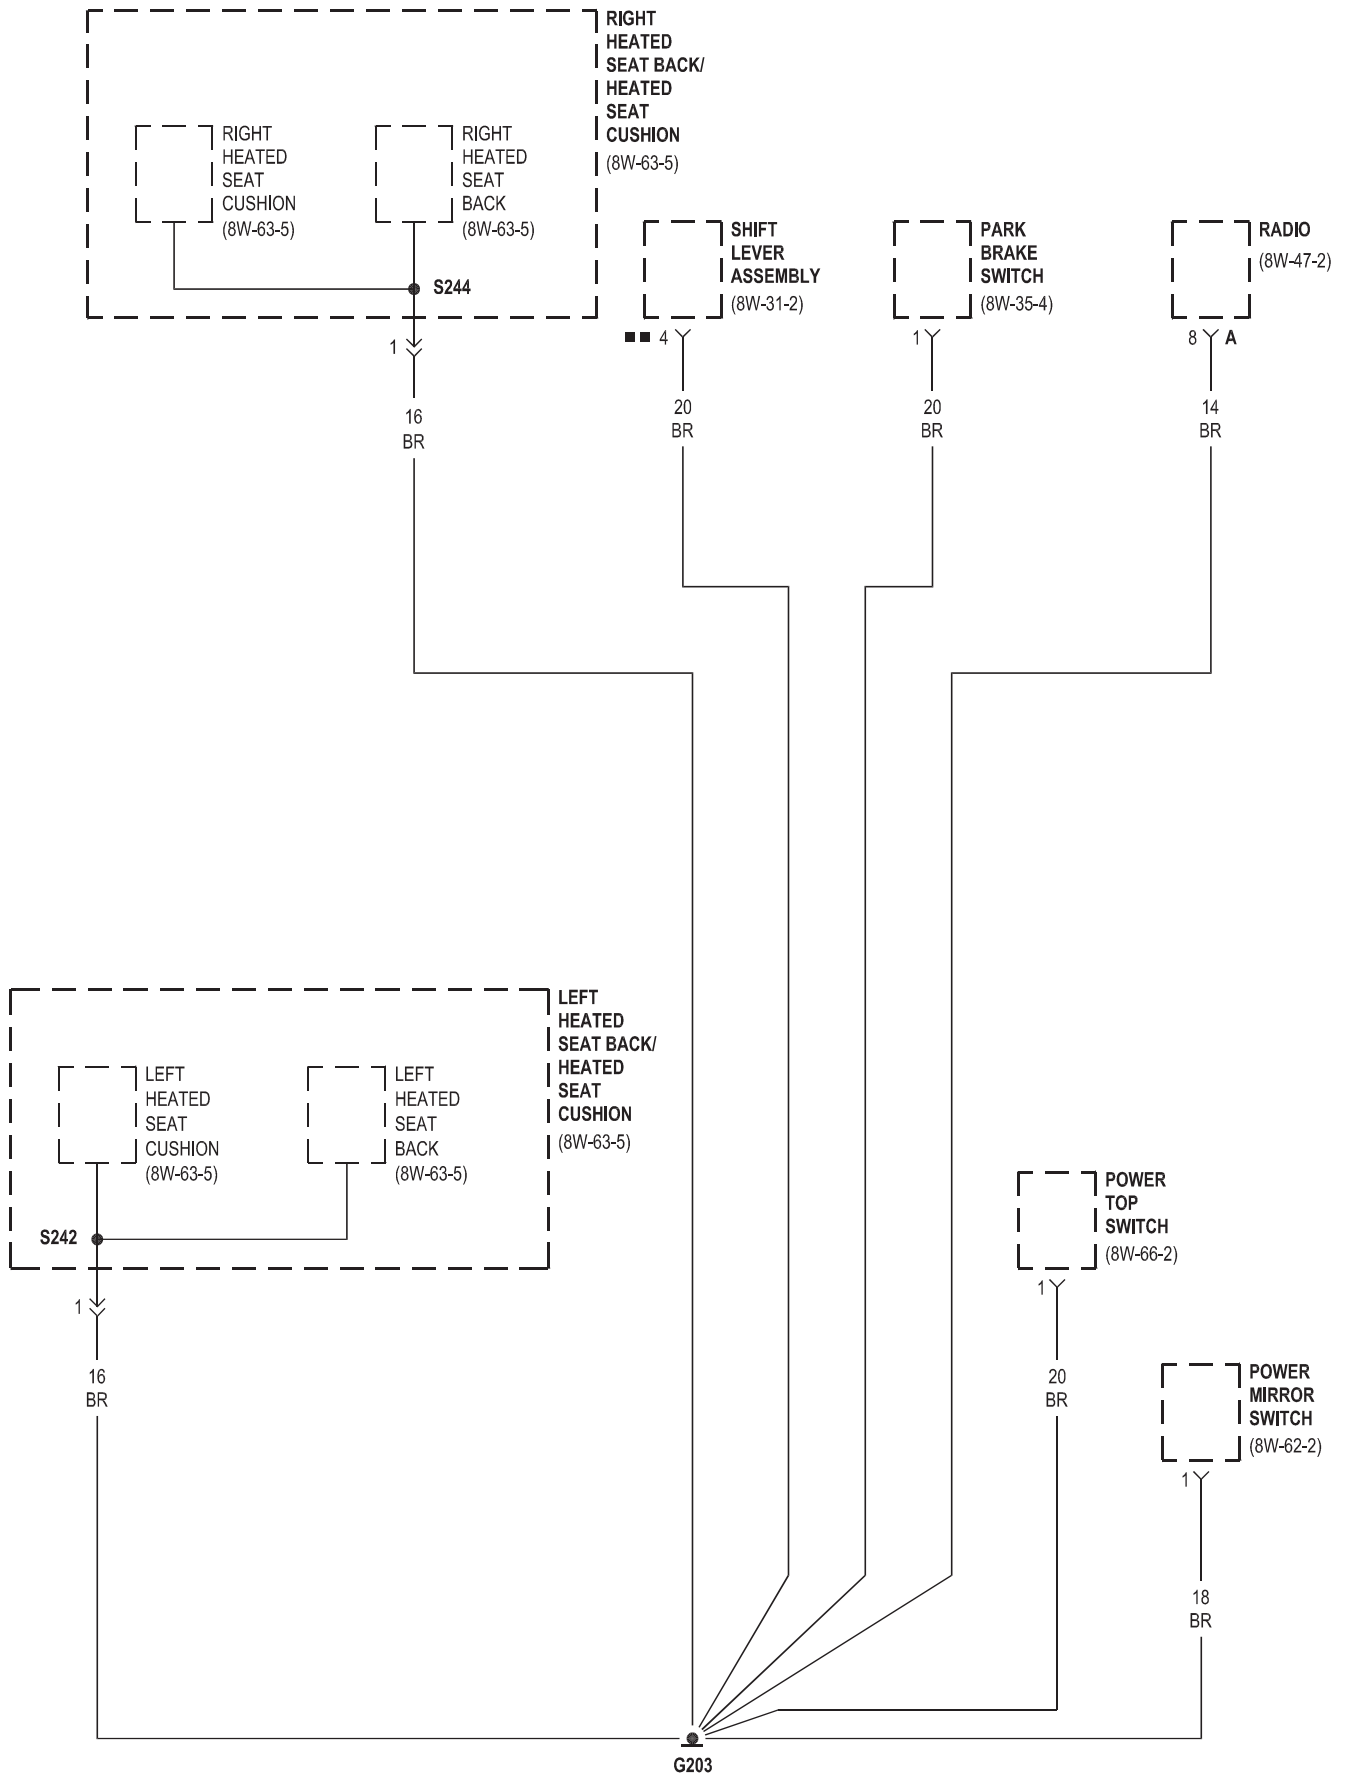 RIGHT
HEATED
SEAT BACK/
HEATED
SEAT
CUSHION
(8W-63-5)
RIGHT
HEATED
SEAT
CUSHION
(8W-63-5)
RIGHT
HEATED
SEAT
BACK
(8W-63-5)
S244
1
16
BR
SHIFT
LEVER
ASSEMBLY
(8W-31-2)
4
20
BR
PARK
BRAKE
SWITCH
(8W-35-4)
1
20
BR
RADIO
(8W-47-2)
8 A
14
BR
LEFT
HEATED
SEAT BACK/
HEATED
SEAT
CUSHION
(8W-63-5)
LEFT
HEATED
SEAT
CUSHION
(8W-63-5)
LEFT
HEATED
SEAT
BACK
(8W-63-5)
S242
1
16
BR
POWER
TOP
SWITCH
(8W-66-2)
1
20
BR
POWER
MIRROR
SWITCH
(8W-62-2)
1
18
BR
G203